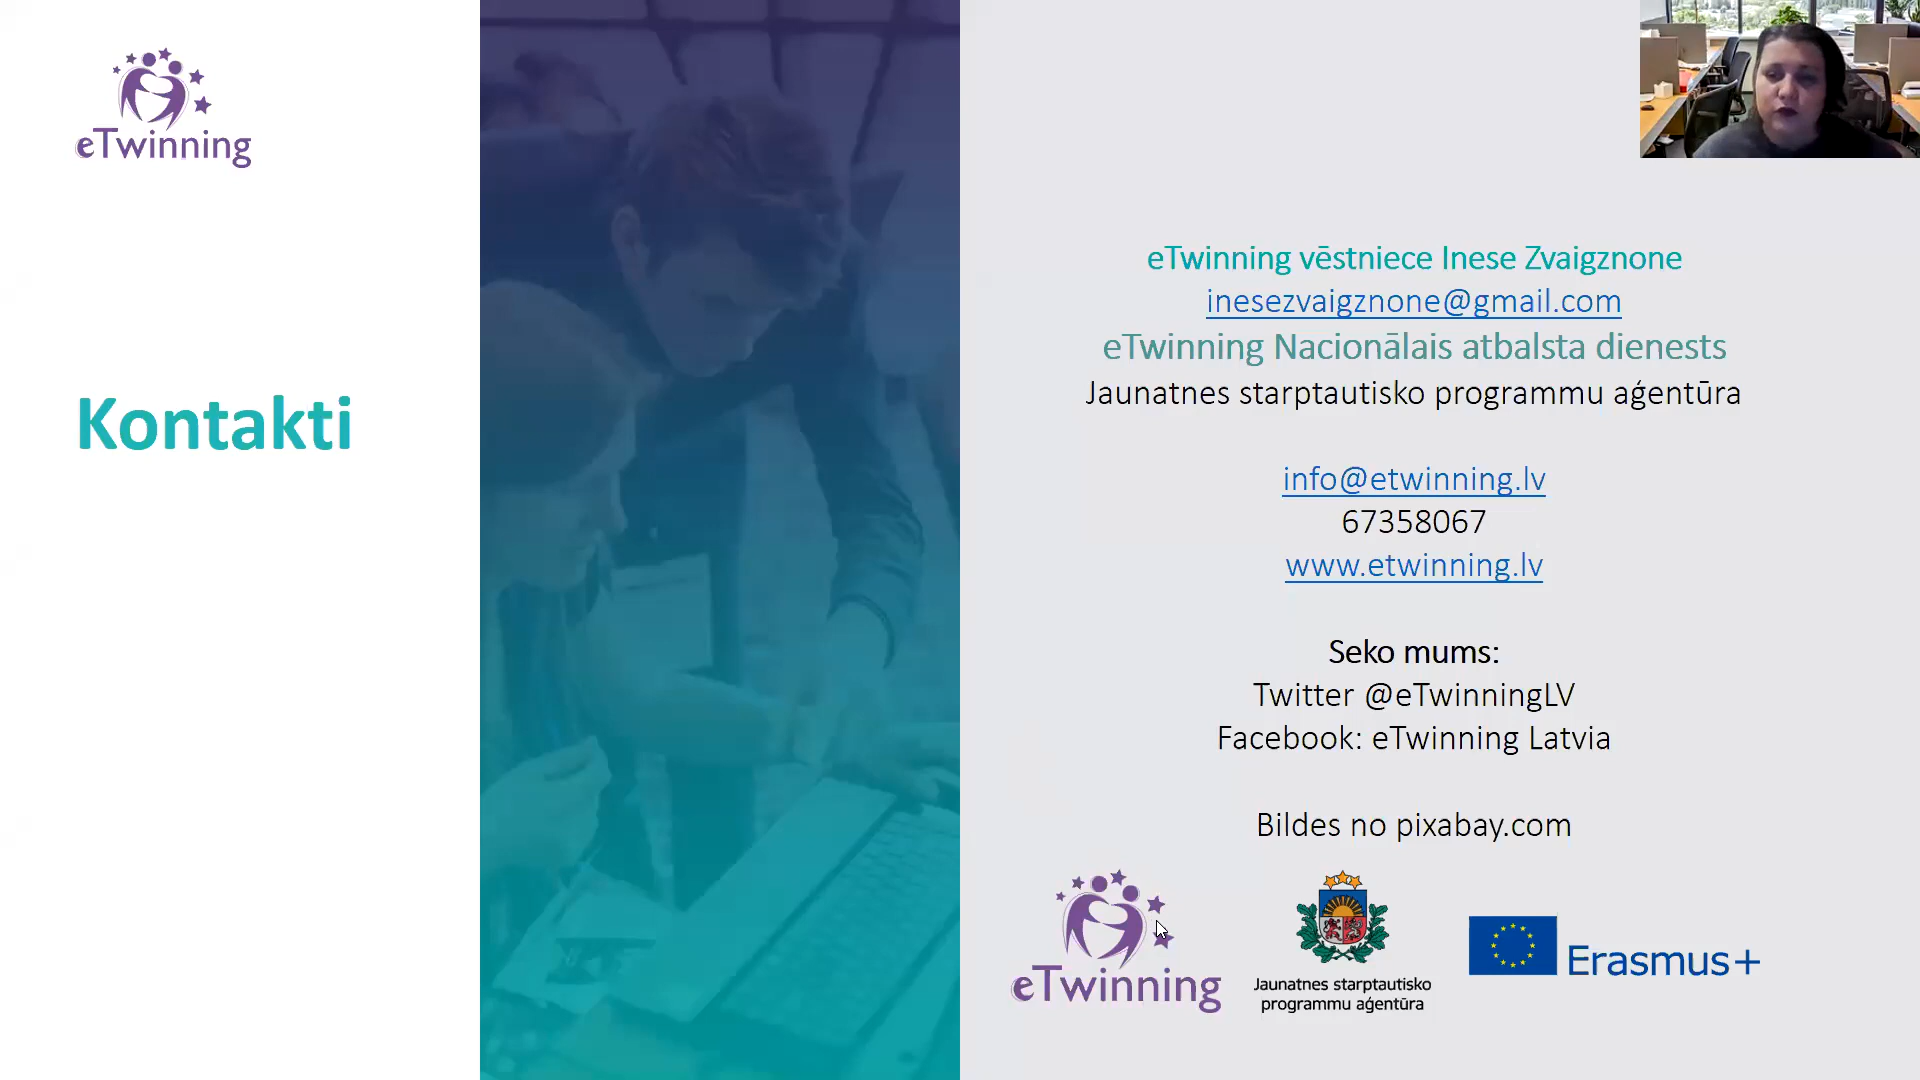 eTwinning
Kontakti
eTwinning vēstniece Inese Zvaigznone
inesezvaigznone@gmail.com
eTwinning Nacionālais atbalsta dienests
Jaunatnes starptautisko programmu aģentūra
info@etwinning.lv
67358067
www.etwinning.lv
Seko mums:
Twitter @eTwinningLV
Facebook: eTwinning Latvia
Bildes no pixabay.com
eTwinning
Jaunatnes starptautisko
programmu aģentūra
Erasmus+